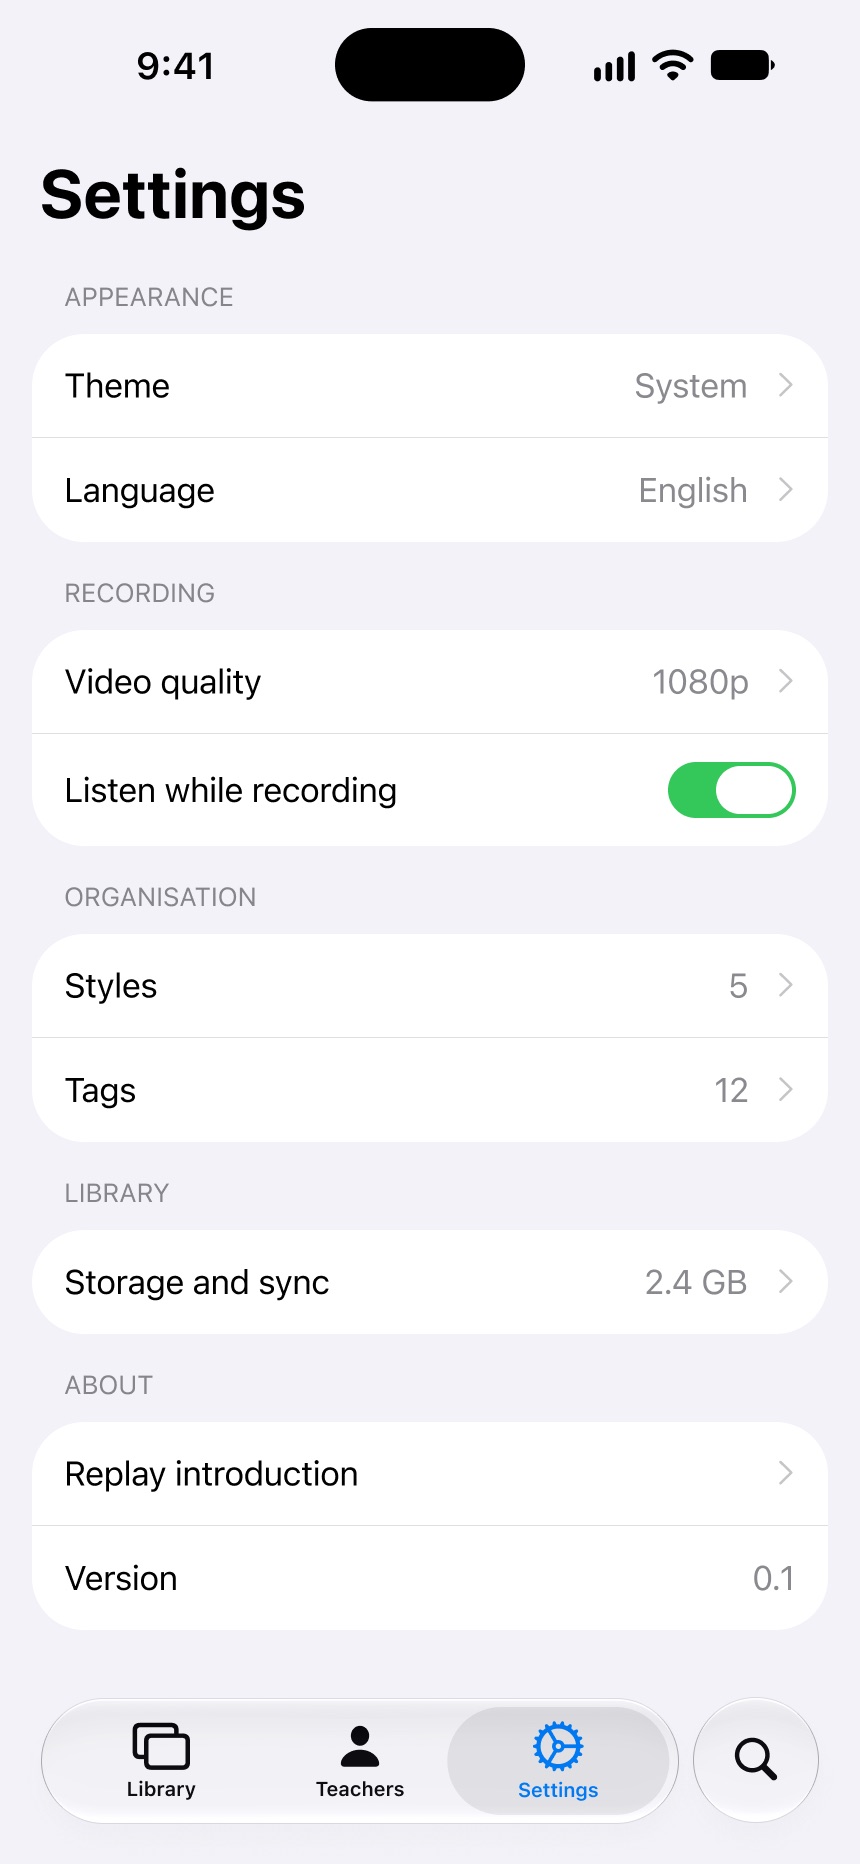 9:41
Settings
APPEARANCE
Theme System
Language English
RECORDING
Video quality 1080p
Listen while recording
ORGANISATION
Styles 5
Tags 12
LIBRARY
Storage and sync 2.4 GB
ABOUT
Replay introduction
Version 0.1
Library Teachers Settings